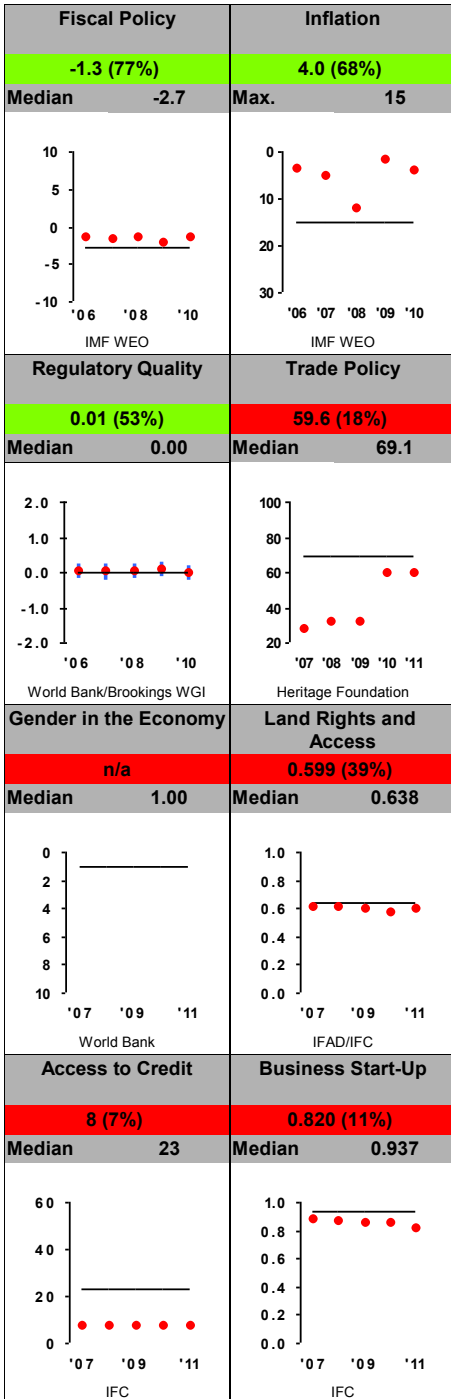 Fiscal Policy
-1.3 (77%)
Median -2.7
10
5
0
-5
-10
'06 '08 '10
IMF WEO
Inflation
4.0 (68%)
Max. 15
0
10
20
30
'06 '07 '08 '09 '10
IMF WEO
Regulatory Quality
0.01 (53%)
Median 0.00
2.0
1.0
0.0
-1.0
-2.0
'06 '08 '10
World Bank/Brookings WGI
Trade Policy
59.6 (18%)
Median 69.1
100
80
60
40
20
'07 '08 '09 '10 '11
Heritage Foundation
Gender in the Economy
n/a
Median 1.00
0
2
4
6
8
10
'07 '09 '11
World Bank
Land Rights and
Access
0.599 (39%)
Median 0.638
1.0
0.8
0.6
0.4
0.2
0.0
'07 '09 '11
IFAD/IFC
Access to Credit
8 (7%)
Median 23
60
40
20
0
'07 '09 '11
IFC
Business Start-Up
0.820 (11%)
Median 0.937
1.0
0.8
0.6
0.4
0.2
0.0
'07 '09 '11
IFC